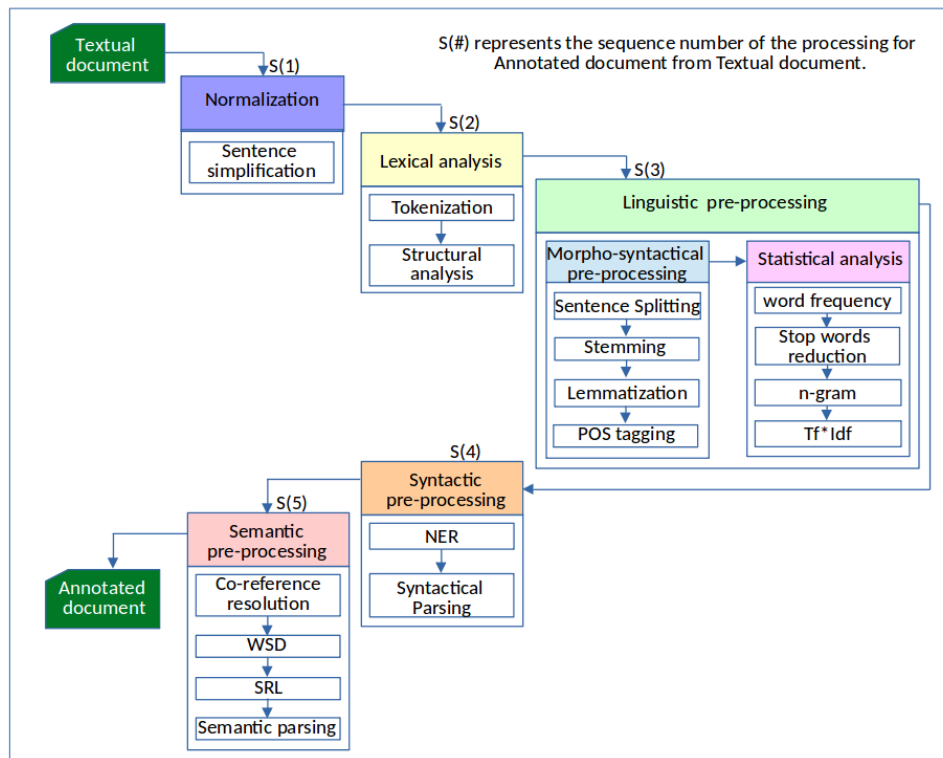 Textual
document
S(#) represents the sequence number of the processing for
Annotated document from Textual document.
S(1)
Normalization
Sentence
simplification
S(2)
Lexical analysis
Tokenization
Structural
analysis
S(3)
Linguistic pre-processing
Morpho-syntactical
pre-processing
Sentence Splitting
Stemming
Lemmatization
POS tagging
Statistical analysis
word frequency
Stop words
reduction
n-gram
Tf*Idf
S(4)
Syntactic
pre-processing
NER
Syntactical
Parsing
S(5)
Semantic
pre-processing
Co-reference
resolution
WSD
SRL
Semantic parsing
Annotated
document